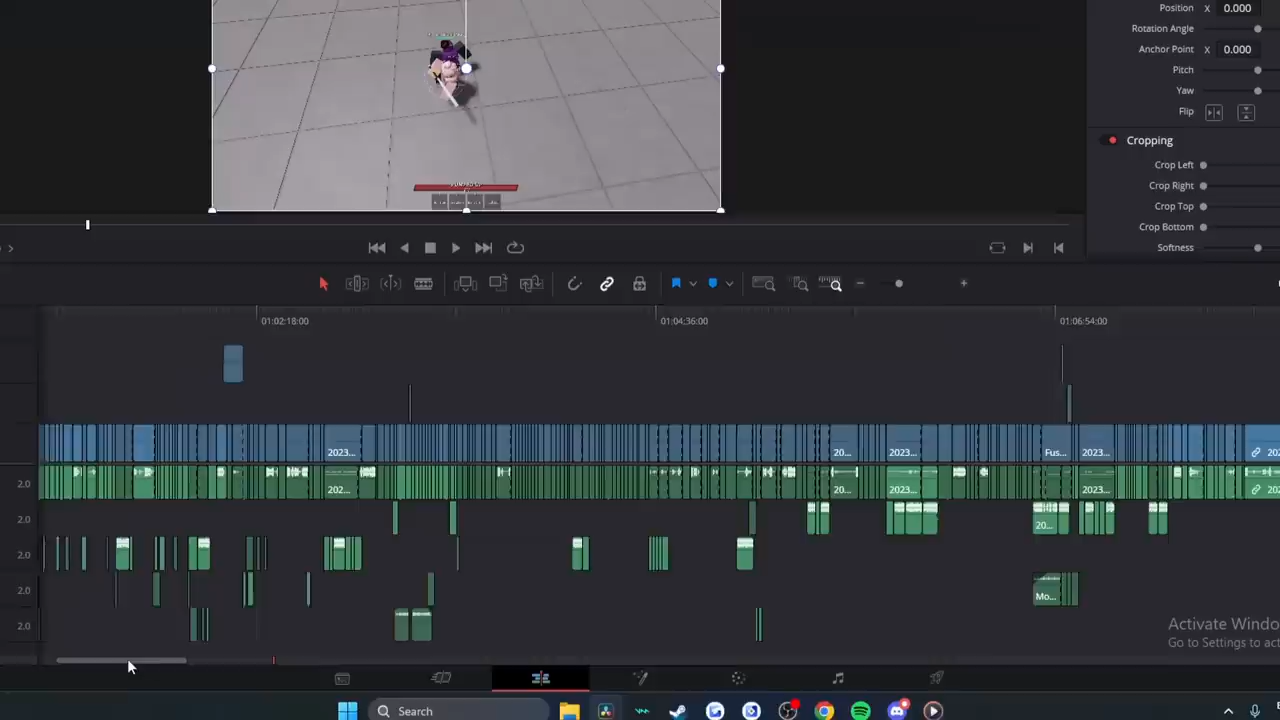 Position X 0.000
Rotation Angle
Anchor Point X 0.000
Pitch
Yaw
Flip
Cropping
Crop Left
Crop Right
Crop Top
Crop Bottom
Softness
01:02:18:00 01:04:36:00 01:06:54:00
2023... 20... 2023... Fus... 2023... 202
2.0 202... 20... 2023... 2023... 202
2.0 20...
2.0
2.0 Mo...
2.0
Activate Windo
Go to Settings to act
Search